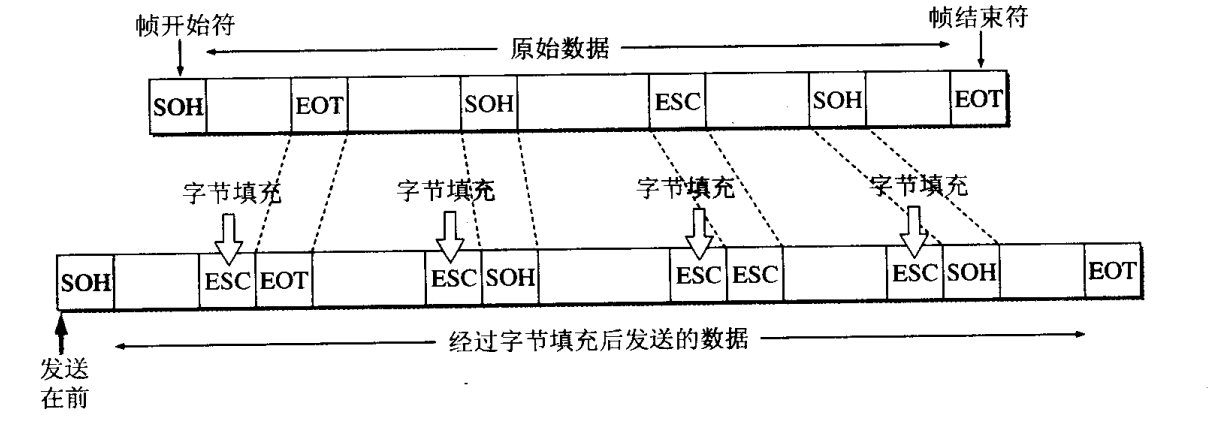 帧开始符
帧结束符
原始数据
SOH EOT SOH ESC SOH EOT
字节填充 字节填充 字节填充 字节填充
SOH ESC EOT ESC SOH ESC ESC ESC SOH EOT
经过字节填充后发送的数据
发送
在前